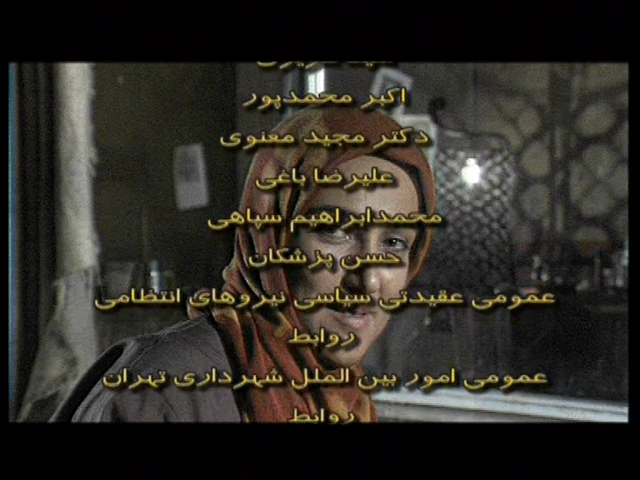 اکبر محمدپور
دکتر مجید معنوی
علیرضا باغی
محمدابراهیم سپاهی
حسن پزشکان
عمومی عقیدتی سیاسی نیروهای انتظامی
روابط
عمومی امور بین الملل شهرداری تهران
روابط